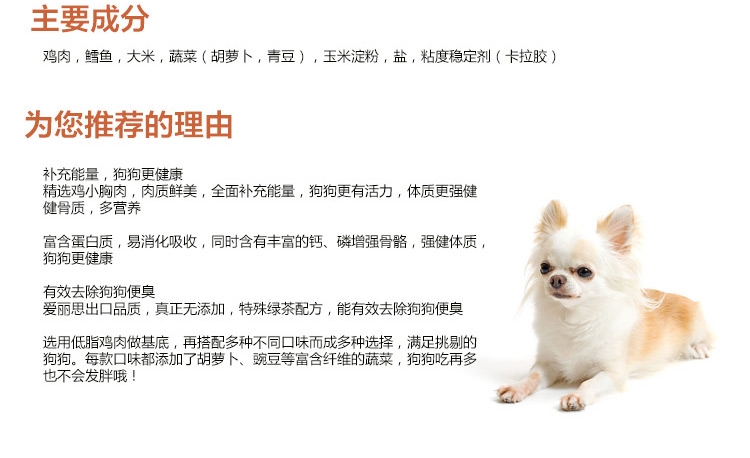 主要成分
鸡肉，鳕鱼，大米，蔬菜（胡萝卜，青豆），玉米淀粉，盐，粘度稳定剂（卡拉胶）
为您推荐的理由
补充能量，狗狗更健康
精选鸡小胸肉，肉质鲜美，全面补充能量，狗狗更有活力，体质更强健
健骨质，多营养
富含蛋白质，易消化吸收，同时含有丰富的钙、磷增强骨骼，强健体质，
狗狗更健康
有效去除狗狗便臭
爱丽思出口品质，真正无添加，特殊绿茶配方，能有效去除狗狗便臭
选用低脂鸡肉做基底，再搭配多种不同口味而成多种选择，满足挑剔的
狗狗。每款口味都添加了胡萝卜、豌豆等富含纤维的蔬菜，狗狗吃再多
也不会发胖哦！